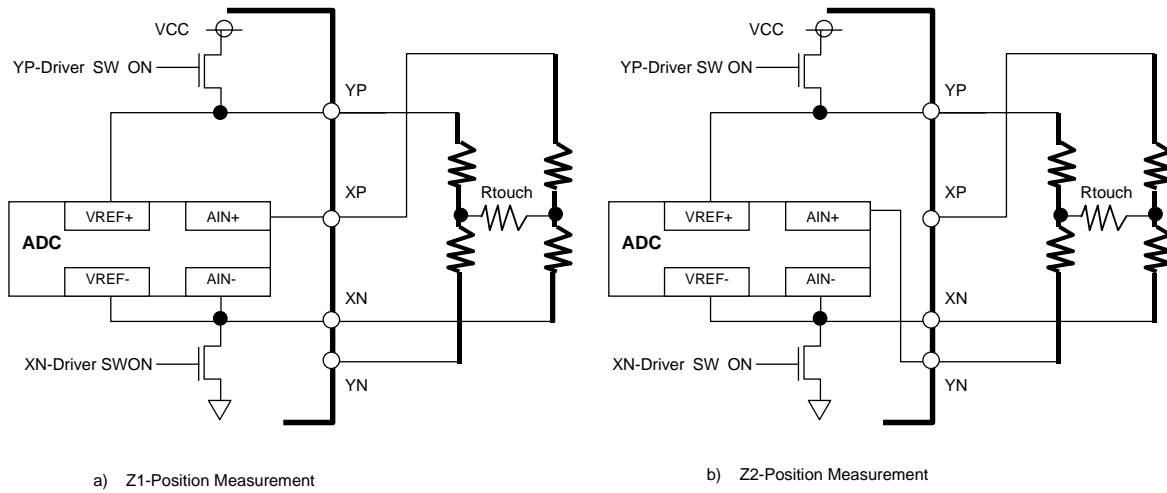 VCC
YP-Driver SW ON
YP
XP
Rtouch
VREF+
AIN+
ADC
VREF-
AIN-
XN
XN-Driver SWON
YN
a) Z1-Position Measurement
VCC
YP-Driver SW ON
YP
XP
Rtouch
VREF+
AIN+
ADC
VREF-
AIN-
XN
XN-Driver SW ON
YN
b) Z2-Position Measurement